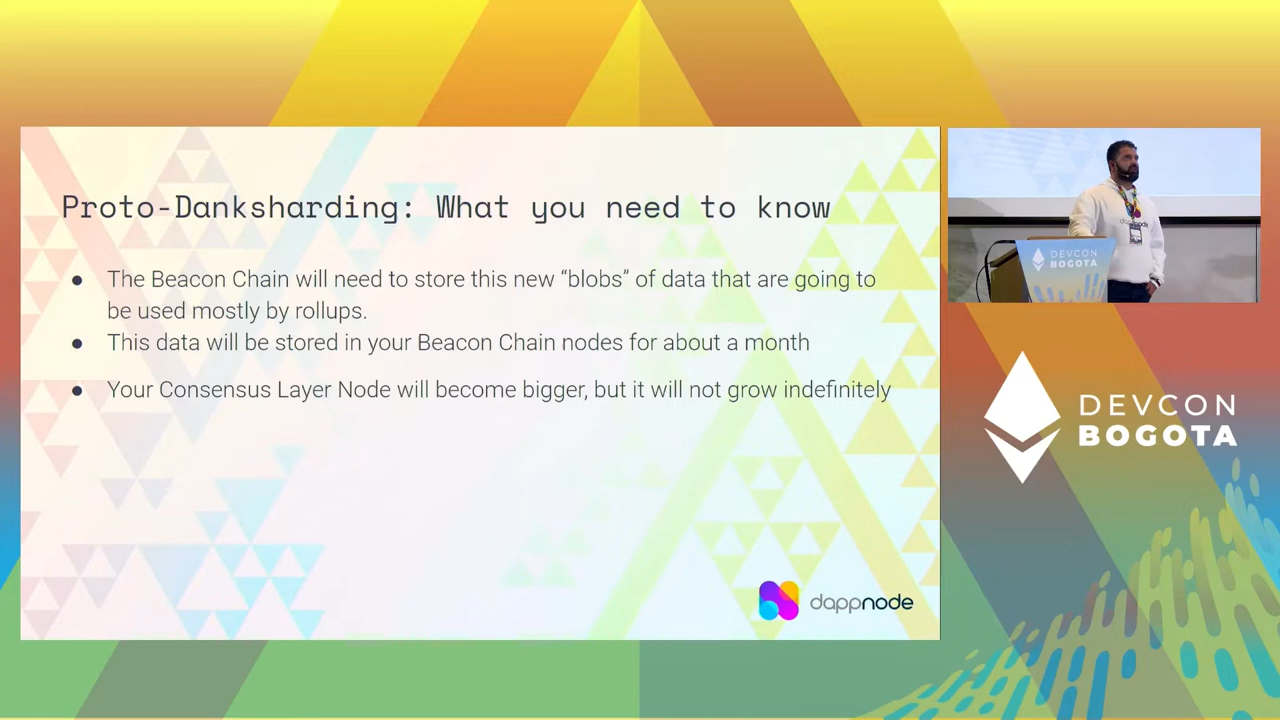 Proto-Danksharding: What you need to know
● The Beacon Chain will need to store this new “blobs” of data that are going to
be used mostly by rollups.
● This data will be stored in your Beacon Chain nodes for about a month
● Your Consensus Layer Node will become bigger, but it will not grow indefinitely
dappnode
DEVCON
BOGOTA
DEVCON
BOGOTA